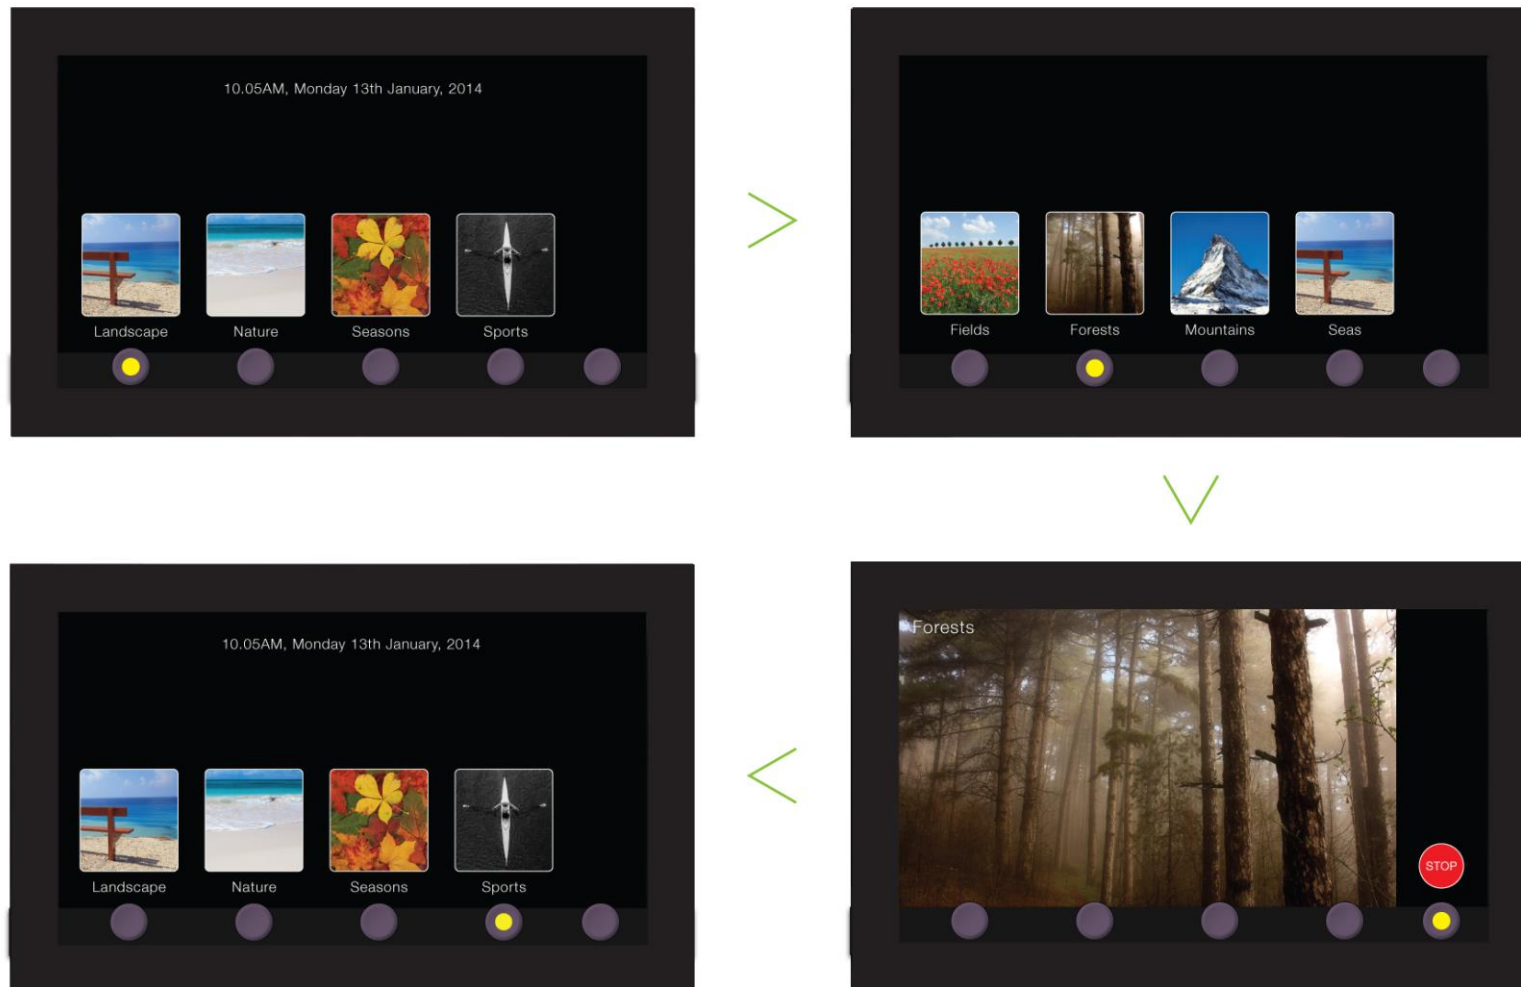 10.05AM, Monday 13th January, 2014
Landscape Nature Seasons Sports
Fields Forests Mountains Seas
Forests
STOP
10.05AM, Monday 13th January, 2014
Landscape Nature Seasons Sports